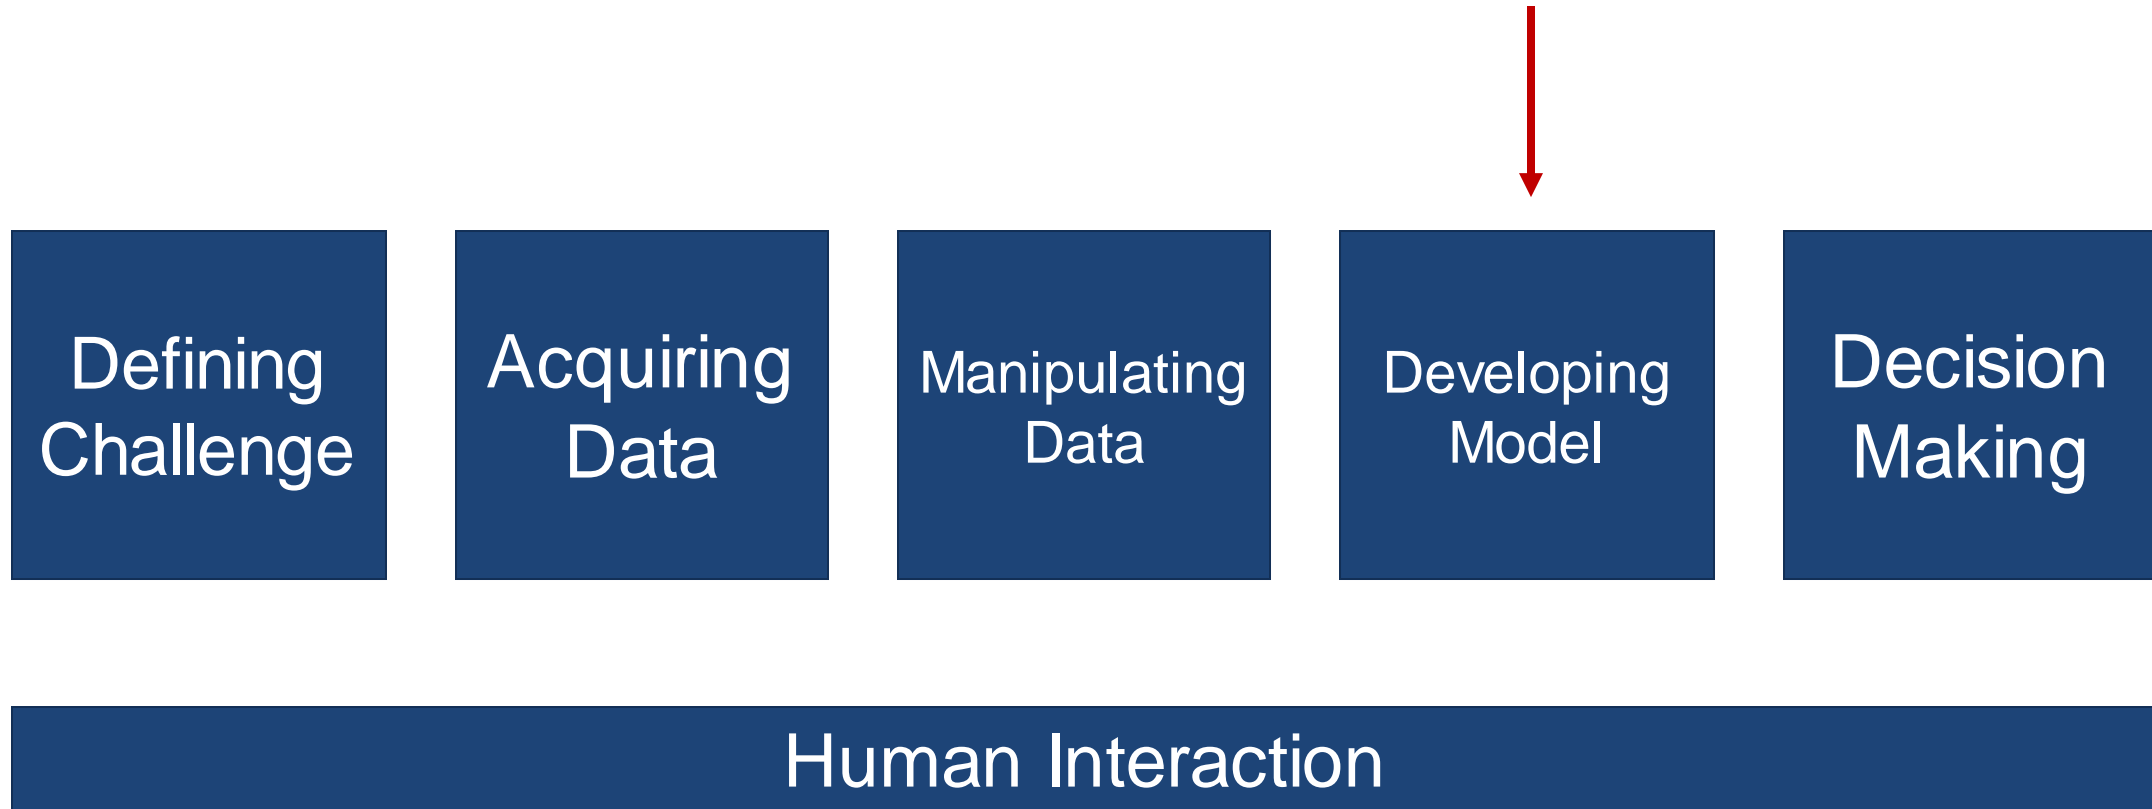 Defining
Challenge
Acquiring
Data
Manipulating
Data
Developing
Model
Decision
Making
Human Interaction